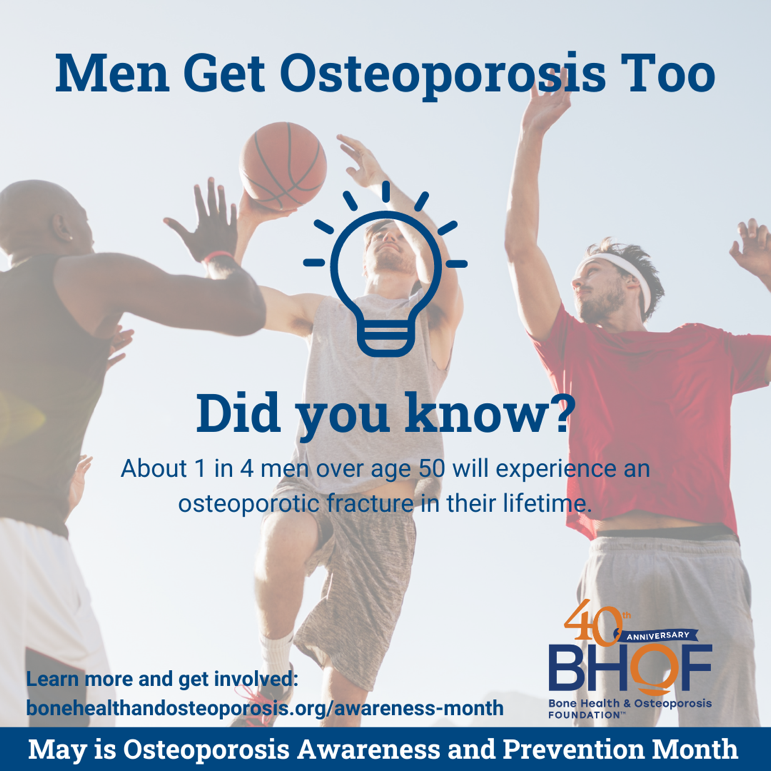 Men Get Osteoporosis Too
Did you know?
About 1 in 4 men over age 50 will experience an
osteoporotic fracture in their lifetime.
40th
ANNIVERSARY
BHOF
Bone Health & Osteoporosis
FOUNDATION™
Learn more and get involved:
bonehealthandosteoporosis.org/awareness-month
May is Osteoporosis Awareness and Prevention Month